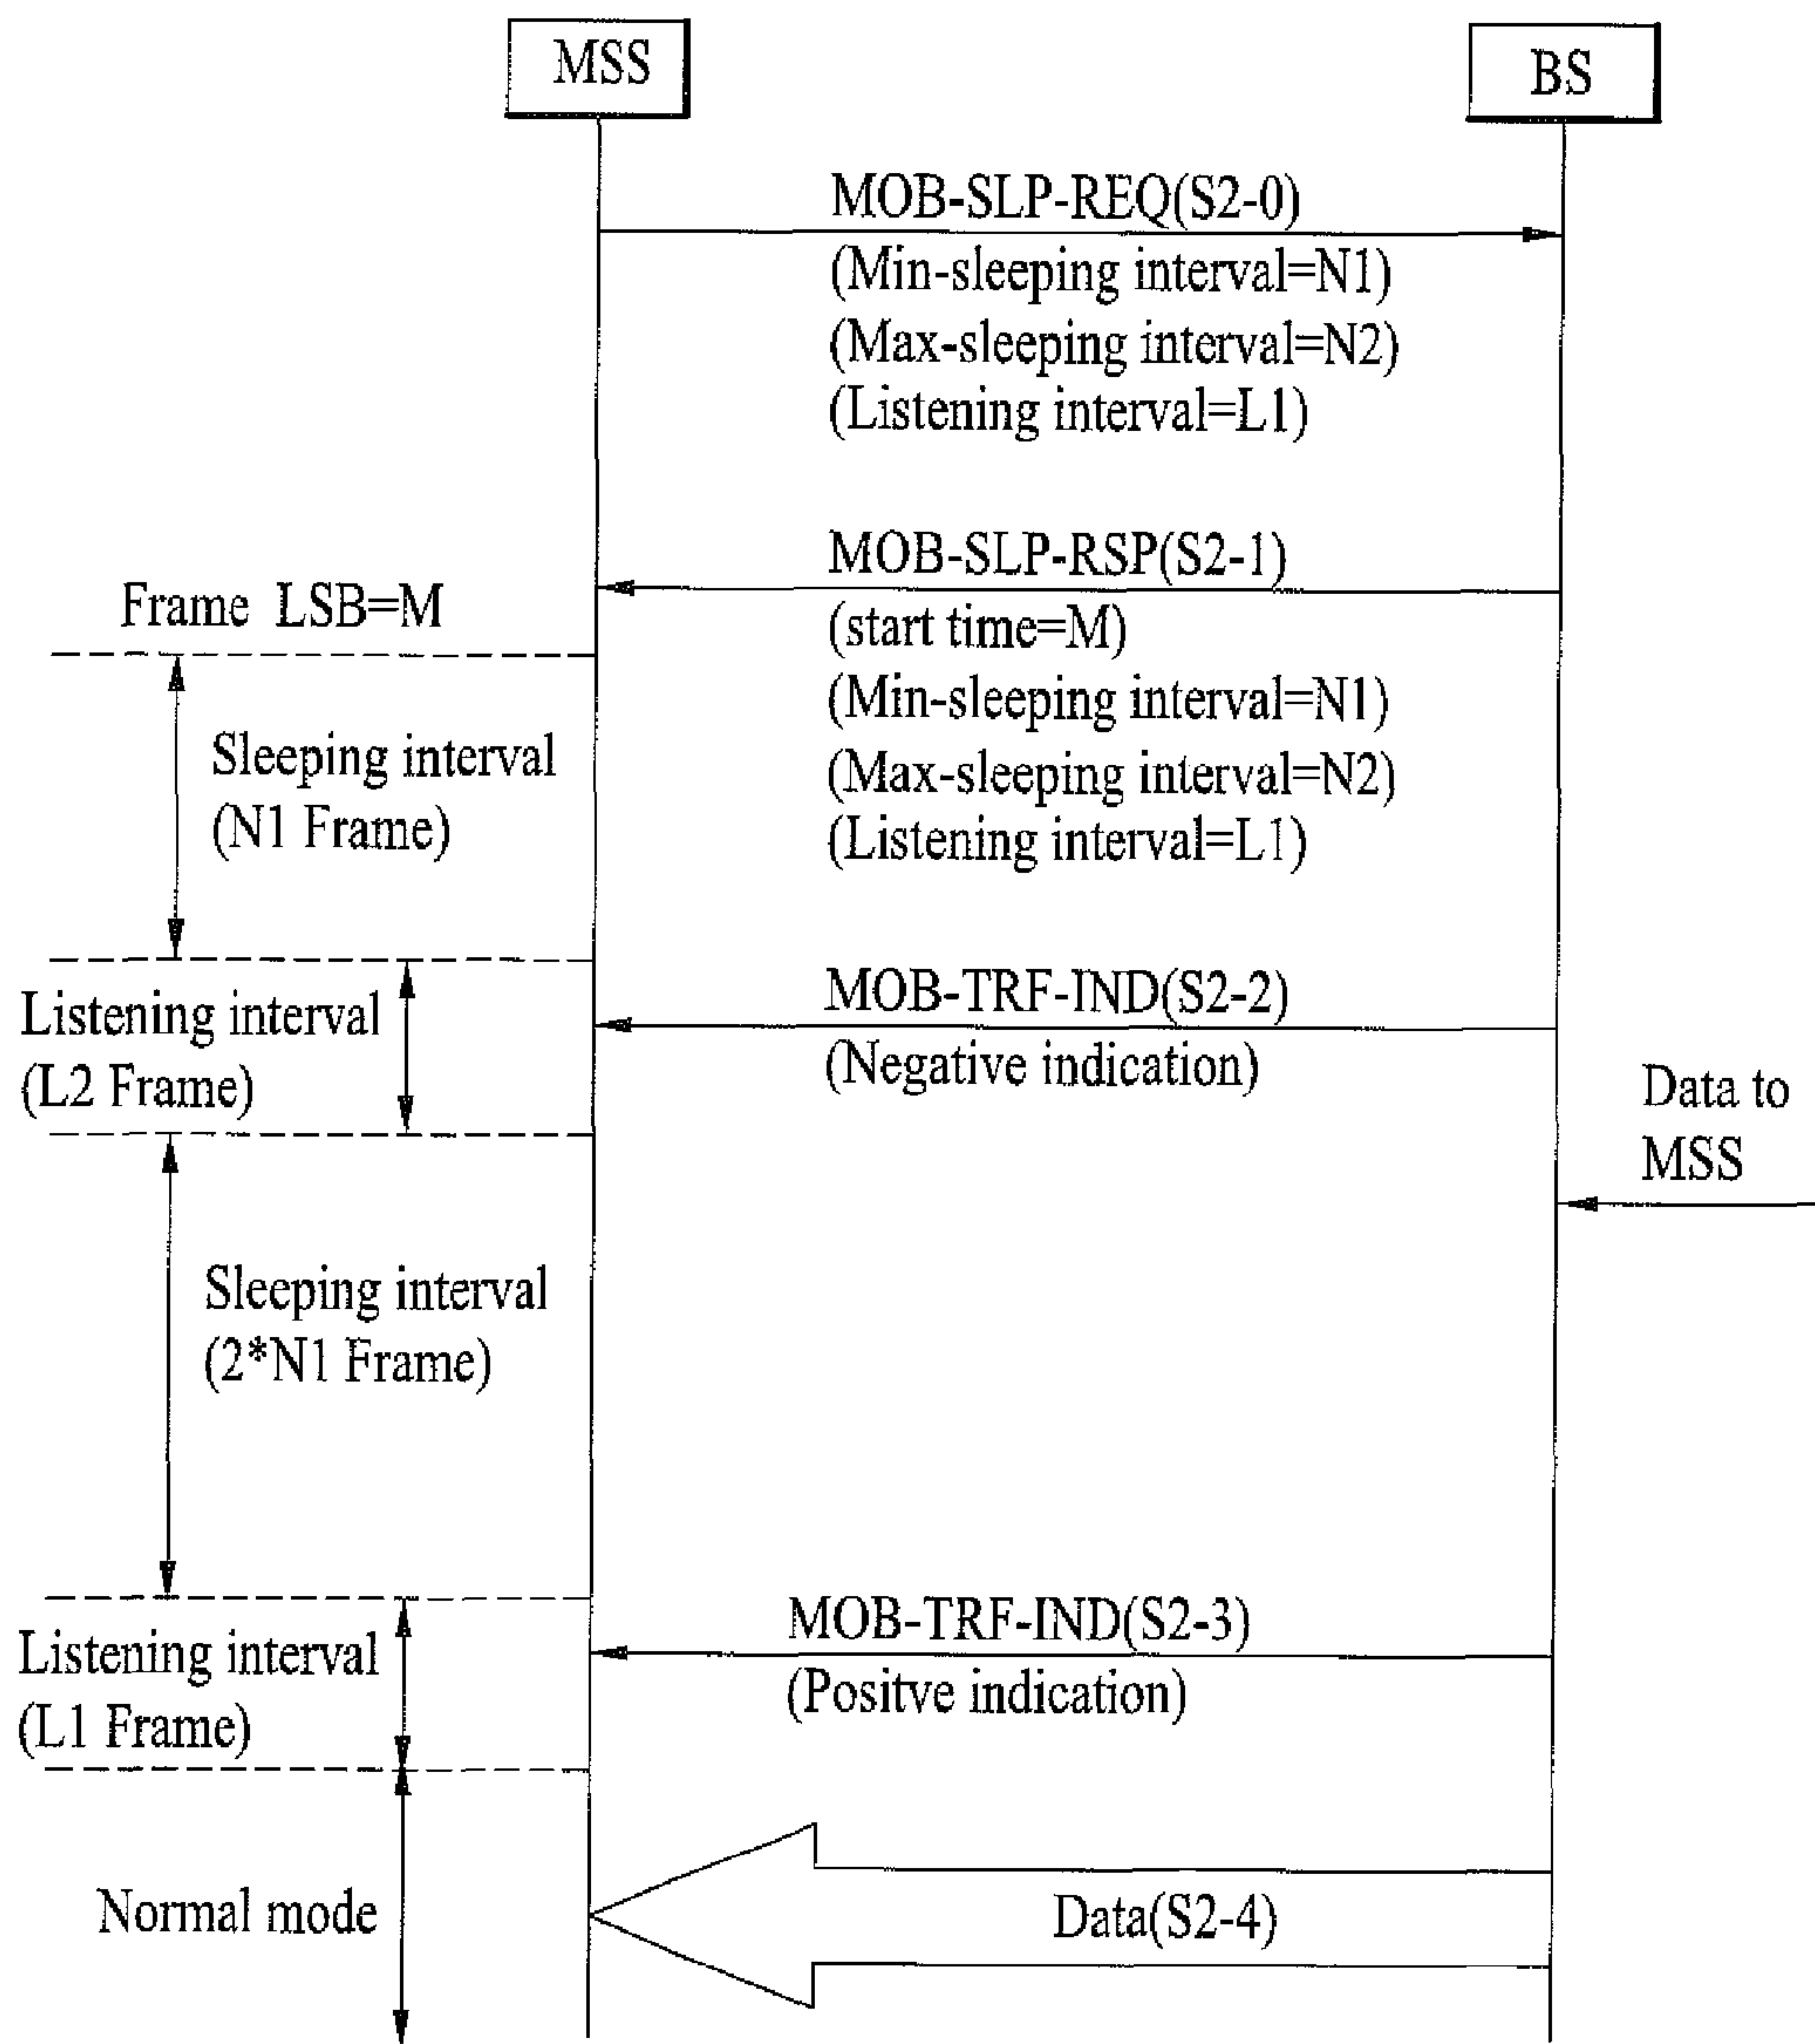 MSS
BS
MOB-SLP-REQ(S2-0)
(Min-sleeping interval=N1)
(Max-sleeping interval=N2)
(Listening interval=L1)
MOB-SLP-RSP(S2-1)
Frame LSB=M
(start time=M)
(Min-sleeping interval=N1)
(Max-sleeping interval=N2)
(Listening interval=L1)
Sleeping interval
(N1 Frame)
MOB-TRF-IND(S2-2)
(Negative indication)
Listening interval
(L2 Frame)
Data to
MSS
Sleeping interval
(2*N1 Frame)
MOB-TRF-IND(S2-3)
(Positve indication)
Listening interval
(L1 Frame)
Normal mode
Data(S2-4)